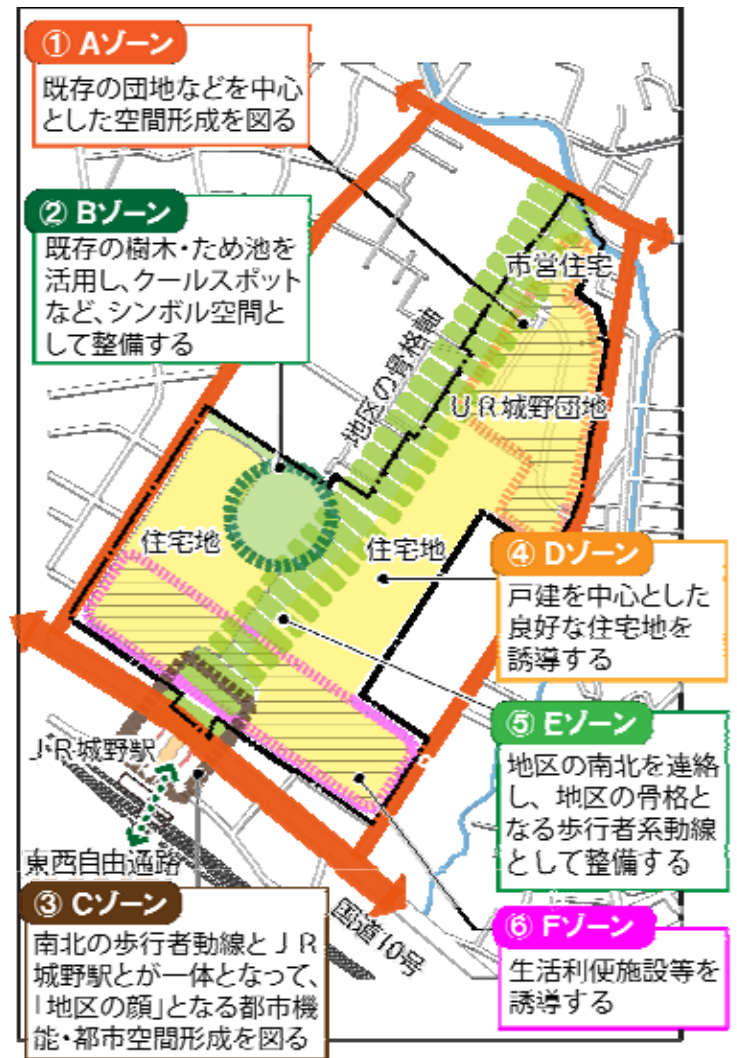 ① Aゾーン
既存の団地などを中心
とした空間形成を図る
② Bゾーン
既存の樹木・ため池を
活用し、クールスポット
など、シンボル空間と
して整備する
市営住宅
地区の骨格軸
UR城野団地
住宅地
住宅地
④ Dゾーン
戸建を中心とした
良好な住宅地を
誘導する
⑤ Eゾーン
地区の南北を連絡
し、地区の骨格と
なる歩行者系動線
として整備する
JR城野駅
東西自由通路
③ Cゾーン
南北の歩行者動線とJR
城野駅とが一体となって、
「地区の顔」となる都市機
能・都市空間形成を図る
国道10号
⑥ Fゾーン
生活利便施設等を
誘導する